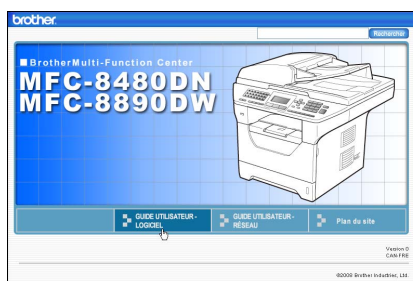 brother
Rechercher
BrotherMulti-Function Center
MFC-8480DN
MFC-8890DW
GUIDE UTILISATEUR -
LOGICIEL
GUIDE UTILISATEUR -
RÉSEAU
Plan du site
Version 0
CAN-FRE
©2008 Brother Industries, Ltd.